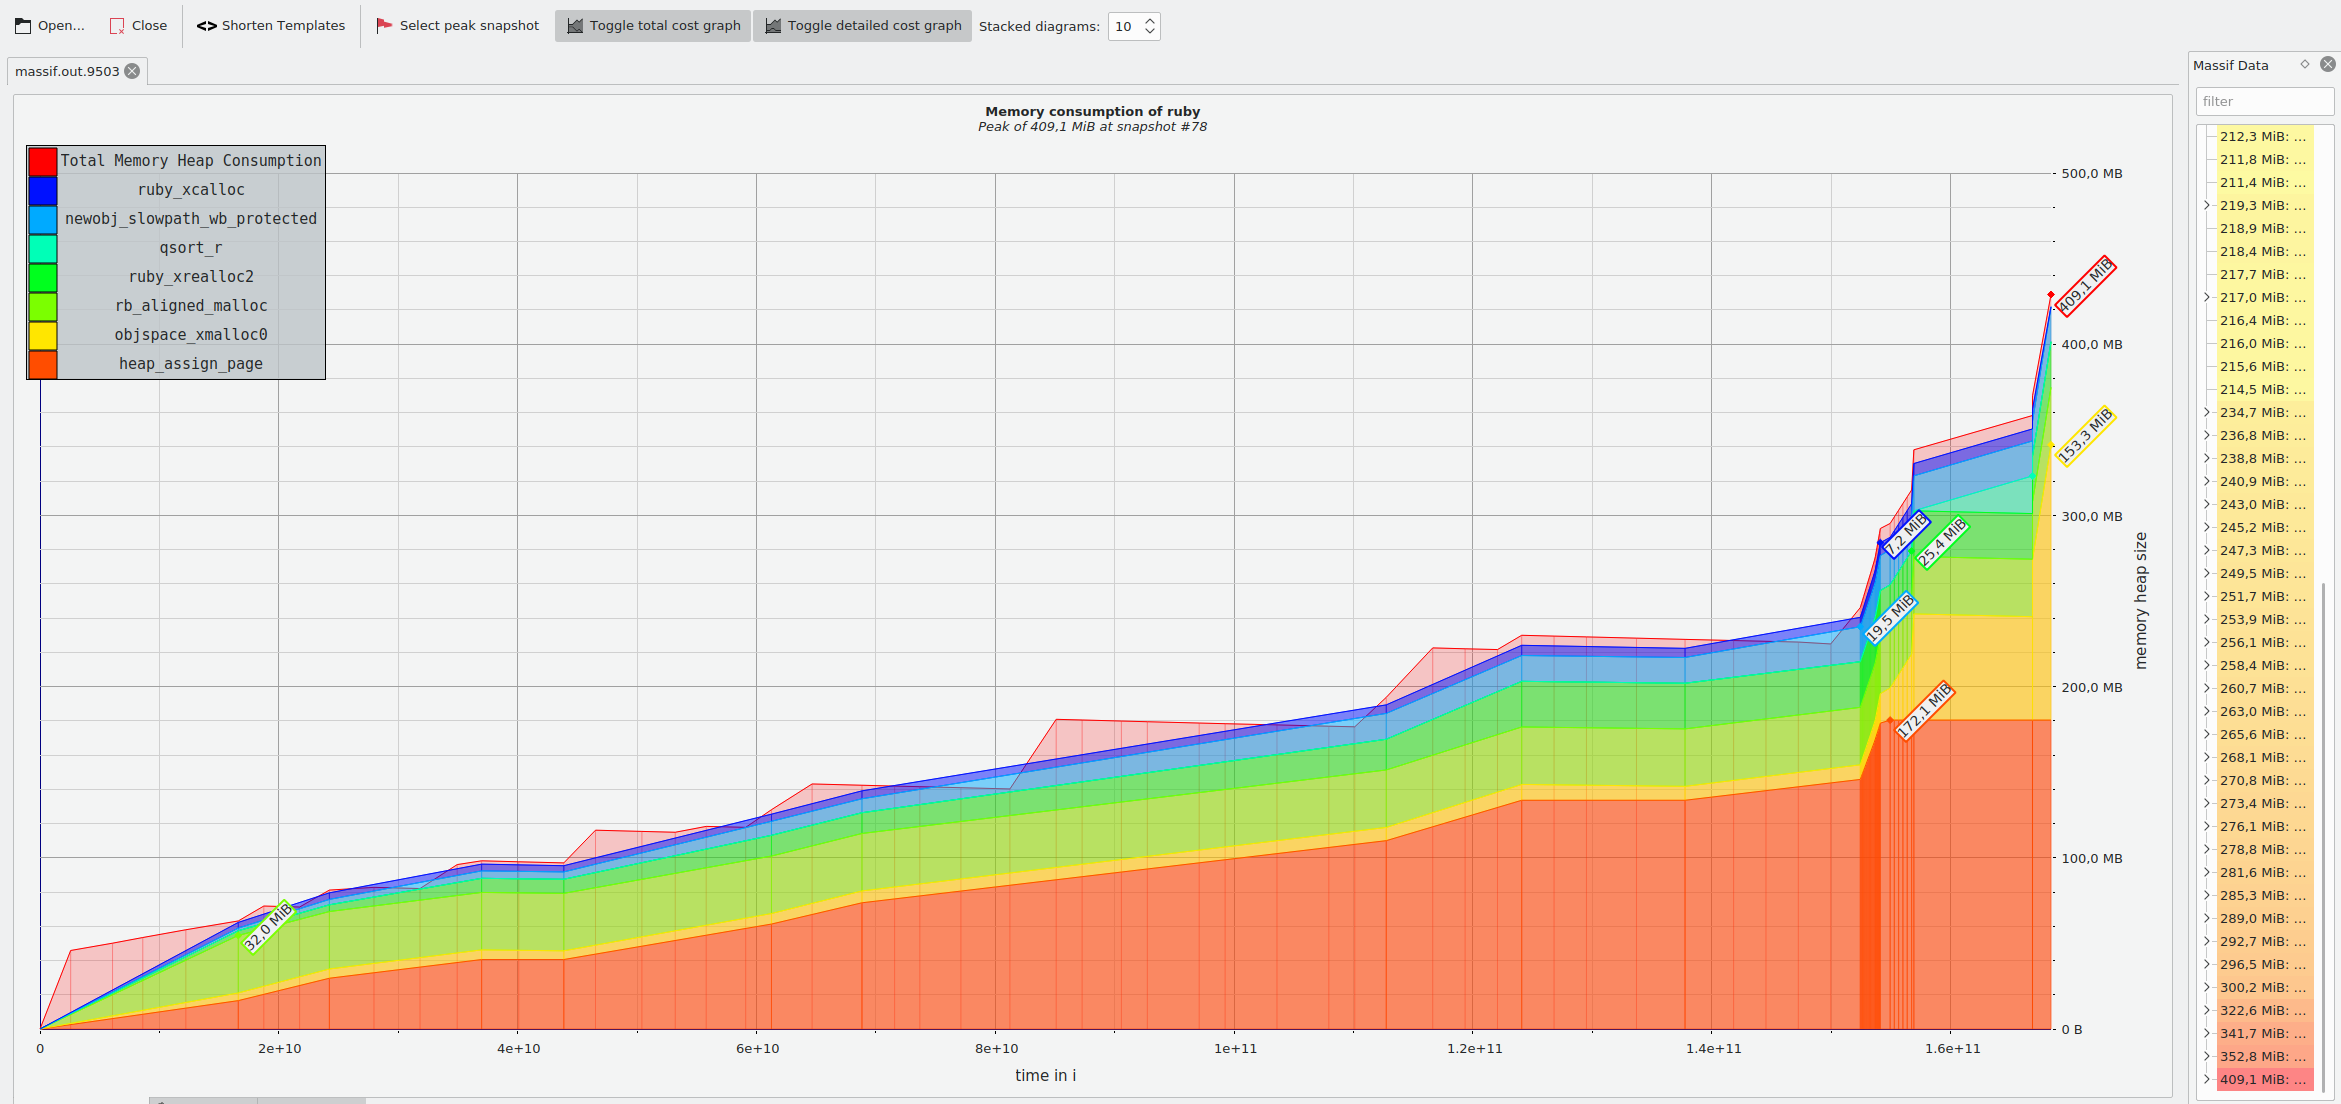 Open...
Close
<> Shorten Templates
Select peak snapshot
Toggle total cost graph
Toggle detailed cost graph
Stacked diagrams:
10
massif.out.9503
Memory consumption of ruby
Peak of 409,1 MiB at snapshot #78
Total Memory Heap Consumption
ruby_xcalloc
newobj_slowpath_wb_protected
qsort_r
ruby_xrealloc2
rb_aligned_malloc
objspace_xmalloc0
heap_assign_page
500,0 MB
400,0 MB
300,0 MB
200,0 MB
100,0 MB
0 B
memory heap size
409,1 MiB
153,3 MiB
7,2 MiB
25,4 MiB
19,5 MiB
172,1 MiB
32,0 MiB
0
2e+10
4e+10
6e+10
8e+10
1e+11
1.2e+11
1.4e+11
1.6e+11
time in i
Massif Data
filter
212,3 MiB: ...
211,8 MiB: ...
211,4 MiB: ...
219,3 MiB: ...
218,9 MiB: ...
218,4 MiB: ...
217,7 MiB: ...
217,0 MiB: ...
216,4 MiB: ...
216,0 MiB: ...
215,6 MiB: ...
214,5 MiB: ...
234,7 MiB: ...
236,8 MiB: ...
238,8 MiB: ...
240,9 MiB: ...
243,0 MiB: ...
245,2 MiB: ...
247,3 MiB: ...
249,5 MiB: ...
251,7 MiB: ...
253,9 MiB: ...
256,1 MiB: ...
258,4 MiB: ...
260,7 MiB: ...
263,0 MiB: ...
265,6 MiB: ...
268,1 MiB: ...
270,8 MiB: ...
273,4 MiB: ...
276,1 MiB: ...
278,8 MiB: ...
281,6 MiB: ...
285,3 MiB: ...
289,0 MiB: ...
292,7 MiB: ...
296,5 MiB: ...
300,2 MiB: ...
322,6 MiB: ...
341,7 MiB: ...
352,8 MiB: ...
409,1 MiB: ...